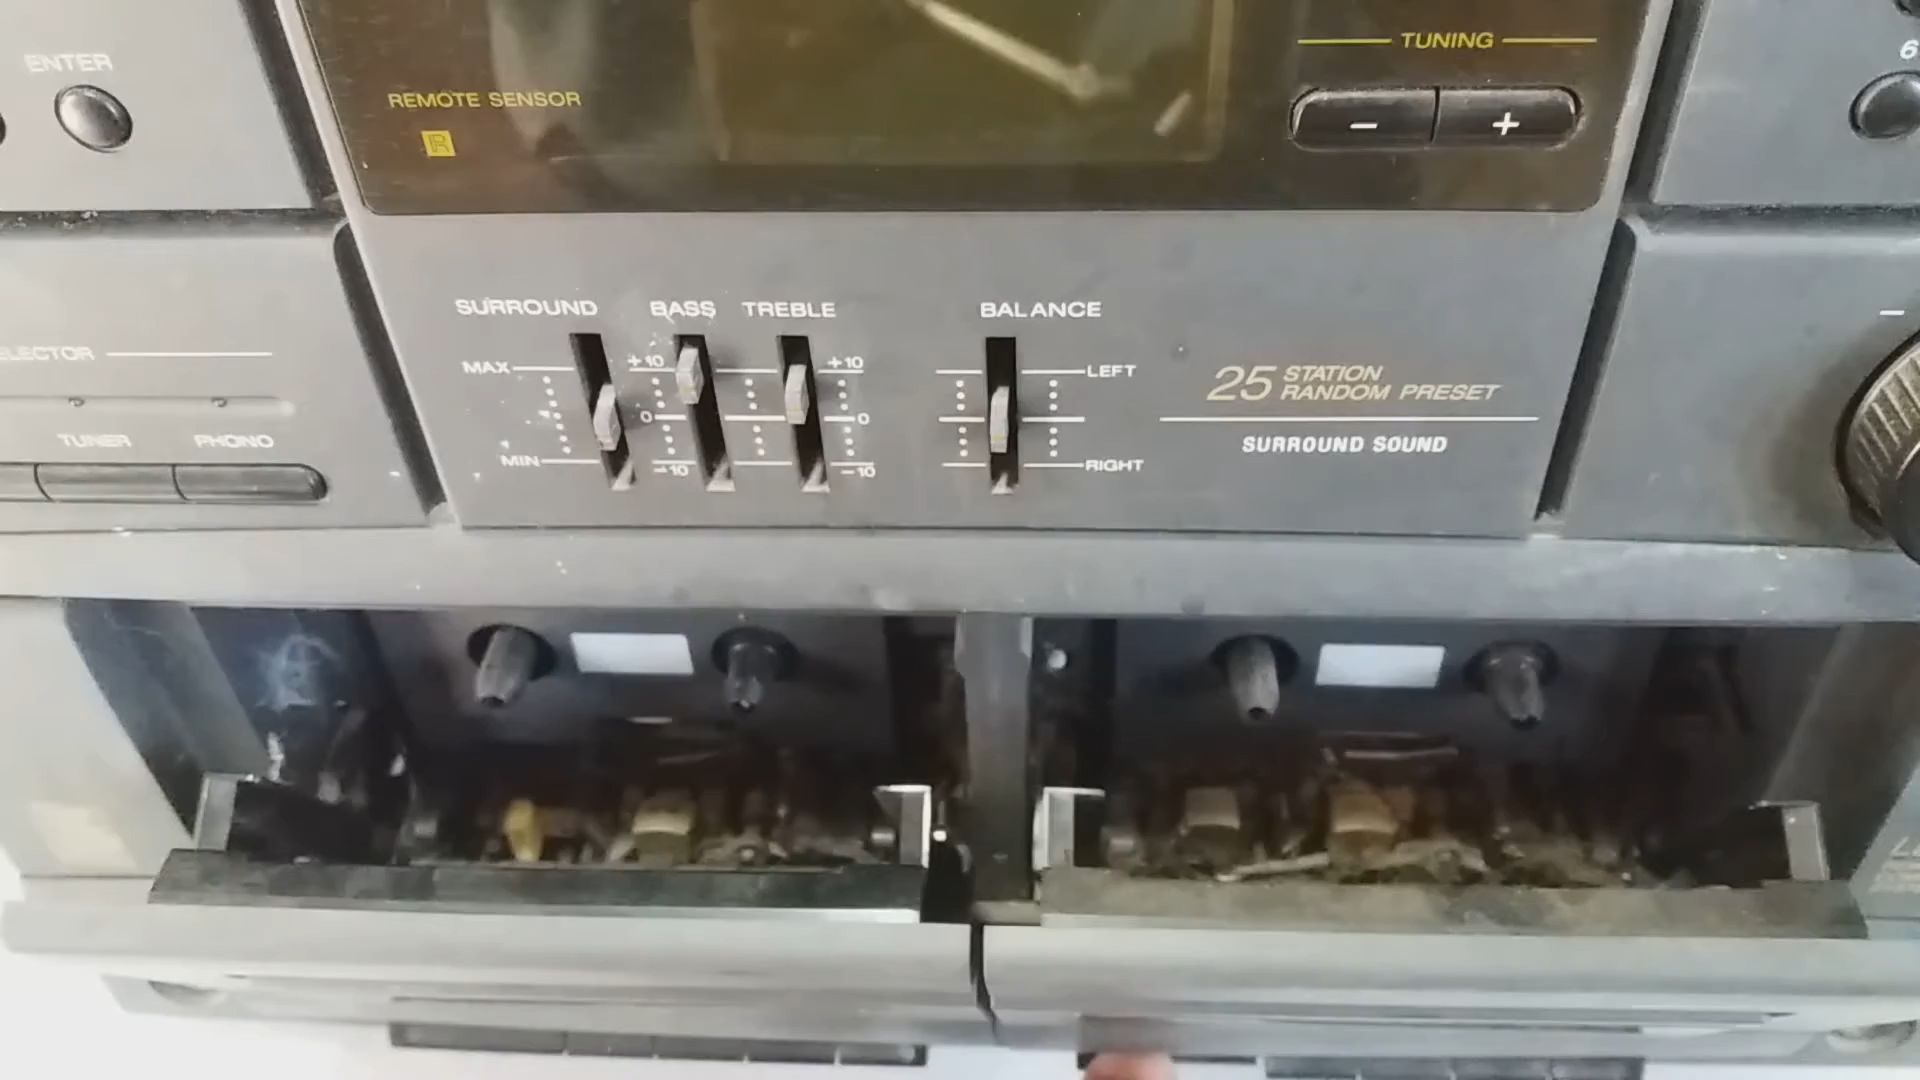 ENTER
REMOTE SENSOR
R
TUNING
- +
6
SURROUND BASS TREBLE BALANCE
MAX +10 +10 LEFT
0 0
MIN -10 -10 RIGHT
25 STATION
RANDOM PRESET
SURROUND SOUND
ELECTOR
TUNER PHONO
-